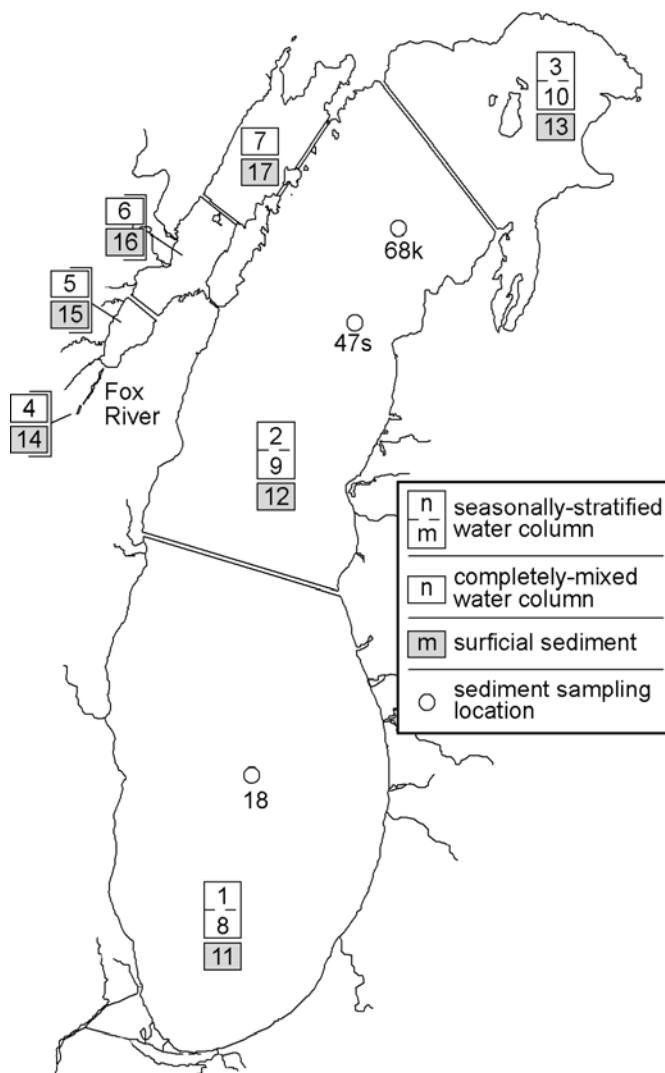 3
10
13
7
17
6
16
5
15
68k
47s
Fox
River
4
14
2
9
12
n
m
seasonally-stratified
water column
n
completely-mixed
water column
m
surficial sediment
sediment sampling
location
18
1
8
11